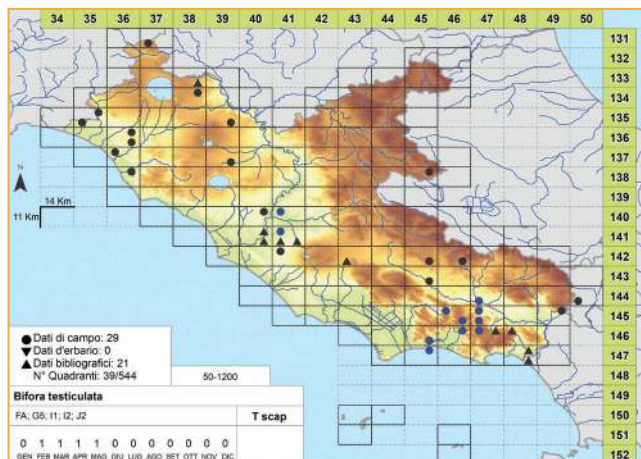 34 35 36 37 38 39 40 41 42 43 44 45 46 47 48 49 50
131
132
133
134
135
136
137
138
139
140
141
142
143
144
145
146
147
148
149
150
151
152
N
14 Km
11 Km
● Dati di campo: 29
▼ Dati d'erbario: 0
▲ Dati bibliografici: 21
N° Quadranti: 39/544
50-1200
Bifora testiculata
FA; G5; I1; I2; J2
T scap
0 1 1 1 1 1 0 0 0 0 0 0 0
GEN FEB MAR APR MAG GIU LUG AGO SET OTT NOV DIC